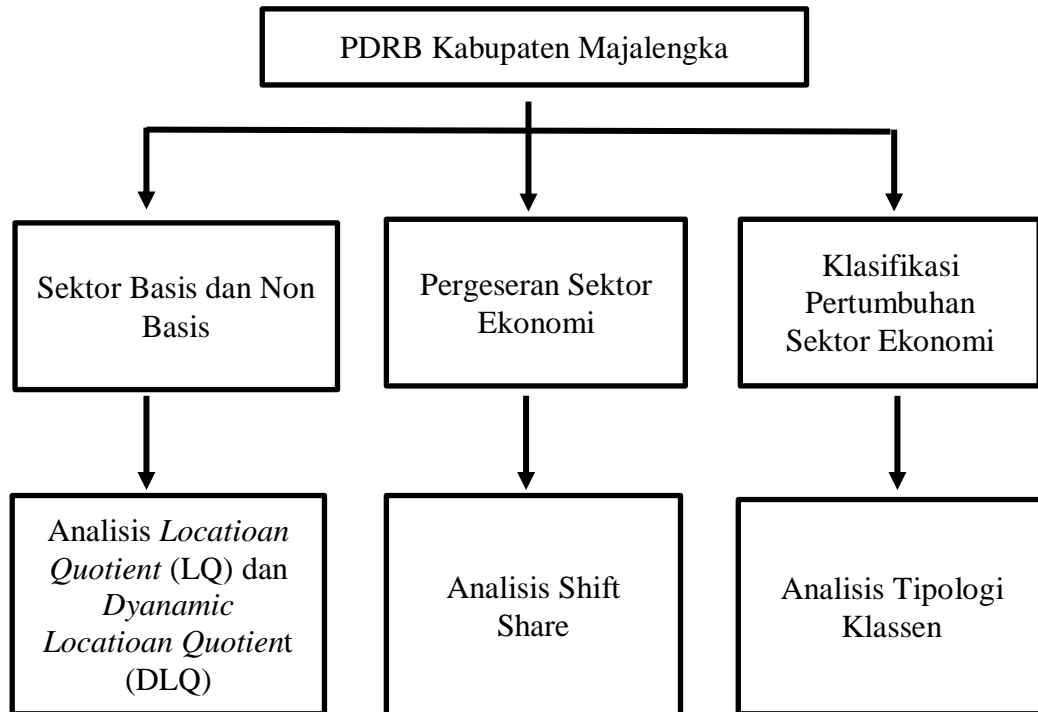 PDRB Kabupaten Majalengka
Sektor Basis dan Non
Basis
Pergeseran Sektor
Ekonomi
Klasifikasi
Pertumbuhan
Sektor Ekonomi
Analisis Locatioan
Quotient (LQ) dan
Dyanamic
Locatioan Quotient
(DLQ)
Analisis Shift
Share
Analisis Tipologi
Klassen